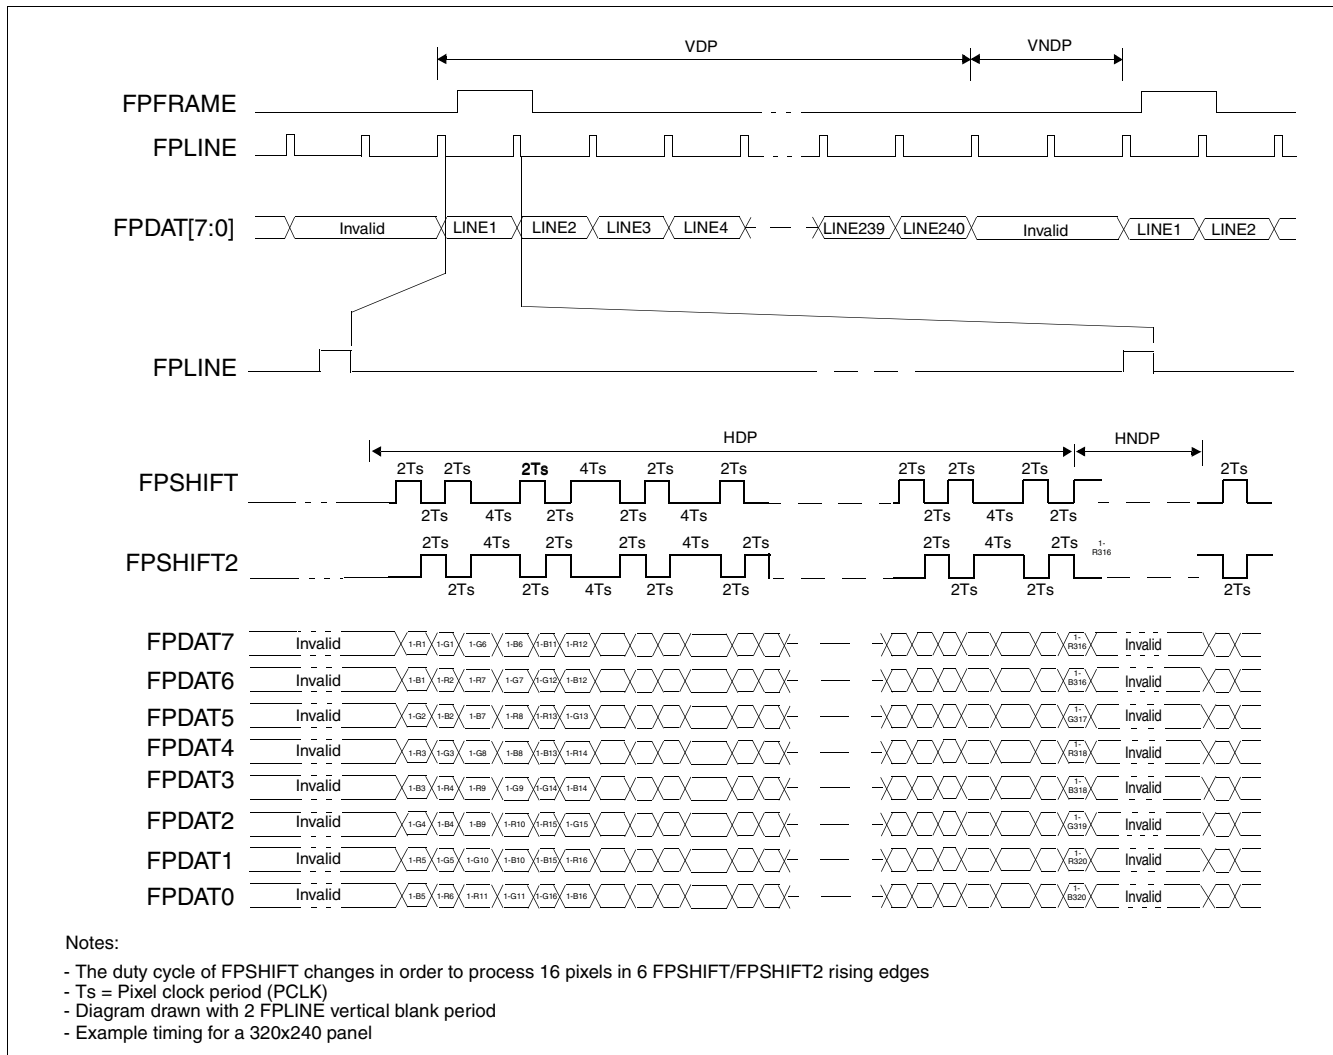 VDP VNDP
FPFRAME
FPLINE
FPDAT[7:0] Invalid LINE1 LINE2 LINE3 LINE4 LINE239 LINE240 Invalid LINE1 LINE2
FPLINE
HDP HNDP
2Ts 2Ts 2Ts 4Ts 2Ts 2Ts 2Ts 2Ts 2Ts 2Ts
FPSHIFT
2Ts 4Ts 2Ts 2Ts 4Ts 2Ts 4Ts 2Ts
2Ts 4Ts 2Ts 2Ts 4Ts 2Ts 2Ts 4Ts 2Ts 1-R316
FPSHIFT2
2Ts 2Ts 4Ts 2Ts 2Ts 2Ts 2Ts 2Ts
FPDAT7 Invalid 1-R1 1-G1 1-G6 1-B6 1-B11 1-R12 1-R316 Invalid
FPDAT6 Invalid 1-B1 1-R2 1-R7 1-G7 1-G12 1-B12 1-B316 Invalid
FPDAT5 Invalid 1-G2 1-B2 1-B7 1-R8 1-R13 1-G13 1-G317 Invalid
FPDAT4 Invalid 1-R3 1-G3 1-G8 1-B8 1-B13 1-R14 1-R318 Invalid
FPDAT3 Invalid 1-B3 1-R4 1-R9 1-G9 1-G14 1-B14 1-B318 Invalid
FPDAT2 Invalid 1-G4 1-B4 1-B9 1-R10 1-R15 1-G15 1-G319 Invalid
FPDAT1 Invalid 1-R5 1-G5 1-G10 1-B10 1-B15 1-R16 1-R320 Invalid
FPDAT0 Invalid 1-B5 1-R6 1-R11 1-G11 1-G16 1-B16 1-B320 Invalid
Notes:
- The duty cycle of FPSHIFT changes in order to process 16 pixels in 6 FPSHIFT/FPSHIFT2 rising edges
- Ts = Pixel clock period (PCLK)
- Diagram drawn with 2 FPLINE vertical blank period
- Example timing for a 320x240 panel